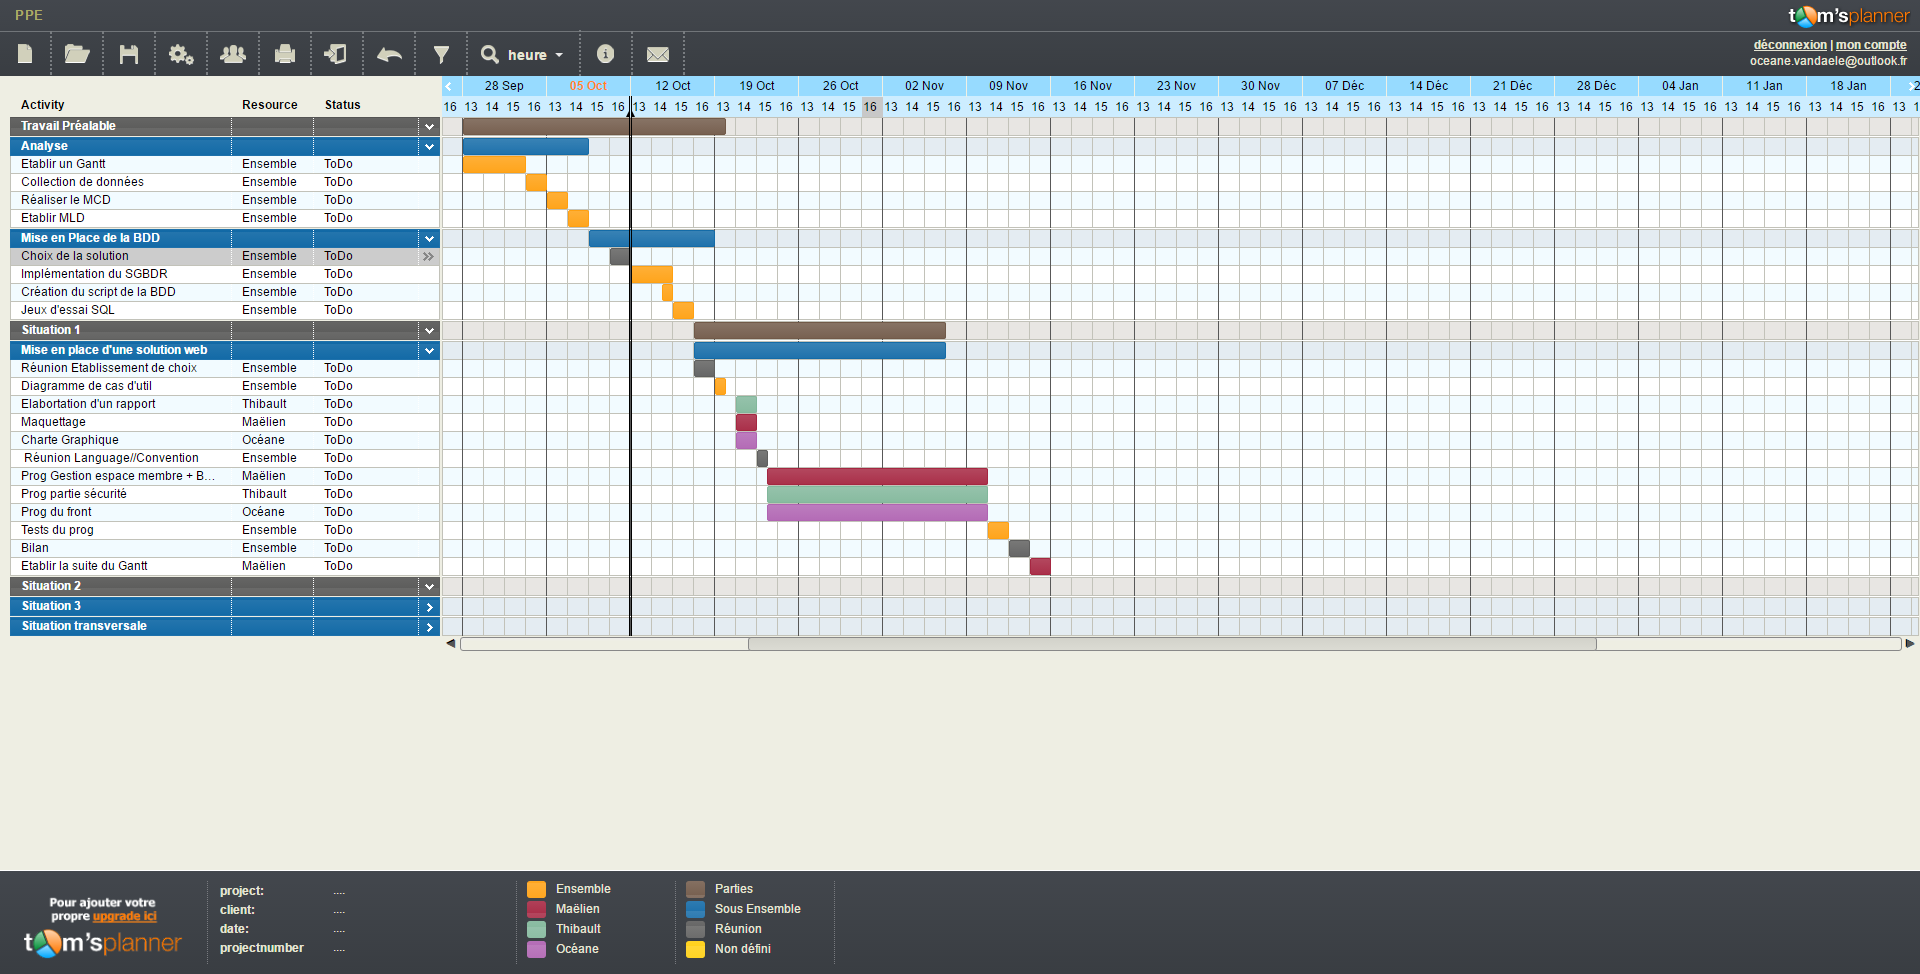 PPE
tom'splanner
heure
déconnexion | mon compte
oceane.vandaele@outlook.fr
28 Sep 05 Oct 12 Oct 19 Oct 26 Oct 02 Nov 09 Nov 16 Nov 23 Nov 30 Nov 07 Déc 14 Déc 21 Déc 28 Déc 04 Jan 11 Jan 18 Jan 2
Activity Resource Status
16 13 14 15 16 13 14 15 16 13 14 15 16 13 14 15 16 13 14 15 16 13 14 15 16 13 14 15 16 13 14 15 16 13 14 15 16 13 14 15 16 13 14 15 16 13 14 15 16 13 14 15 16 13 14 15 16 13 14 15 16 13 14 15 16 13 14 15 16 13 1
Travail Préalable
Analyse
Etablir un Gantt Ensemble ToDo
Collection de données Ensemble ToDo
Réaliser le MCD Ensemble ToDo
Etablir MLD Ensemble ToDo
Mise en Place de la BDD
Choix de la solution Ensemble ToDo
Implémentation du SGBDR Ensemble ToDo
Création du script de la BDD Ensemble ToDo
Jeux d'essai SQL Ensemble ToDo
Situation 1
Mise en place d'une solution web
Réunion Etablissement de choix Ensemble ToDo
Diagramme de cas d'util Ensemble ToDo
Elabortation d'un rapport Thibault ToDo
Maquettage Maëlien ToDo
Charte Graphique Océane ToDo
Réunion Language//Convention Ensemble ToDo
Prog Gestion espace membre + B... Maëlien ToDo
Prog partie sécurité Thibault ToDo
Prog du front Océane ToDo
Tests du prog Ensemble ToDo
Bilan Ensemble ToDo
Etablir la suite du Gantt Maëlien ToDo
Situation 2
Situation 3
Situation transversale
Pour ajouter votre
propre upgrade ici
tom'splanner
project: ....
client: ....
date: ....
projectnumber ....
Ensemble
Maëlien
Thibault
Océane
Parties
Sous Ensemble
Réunion
Non défini